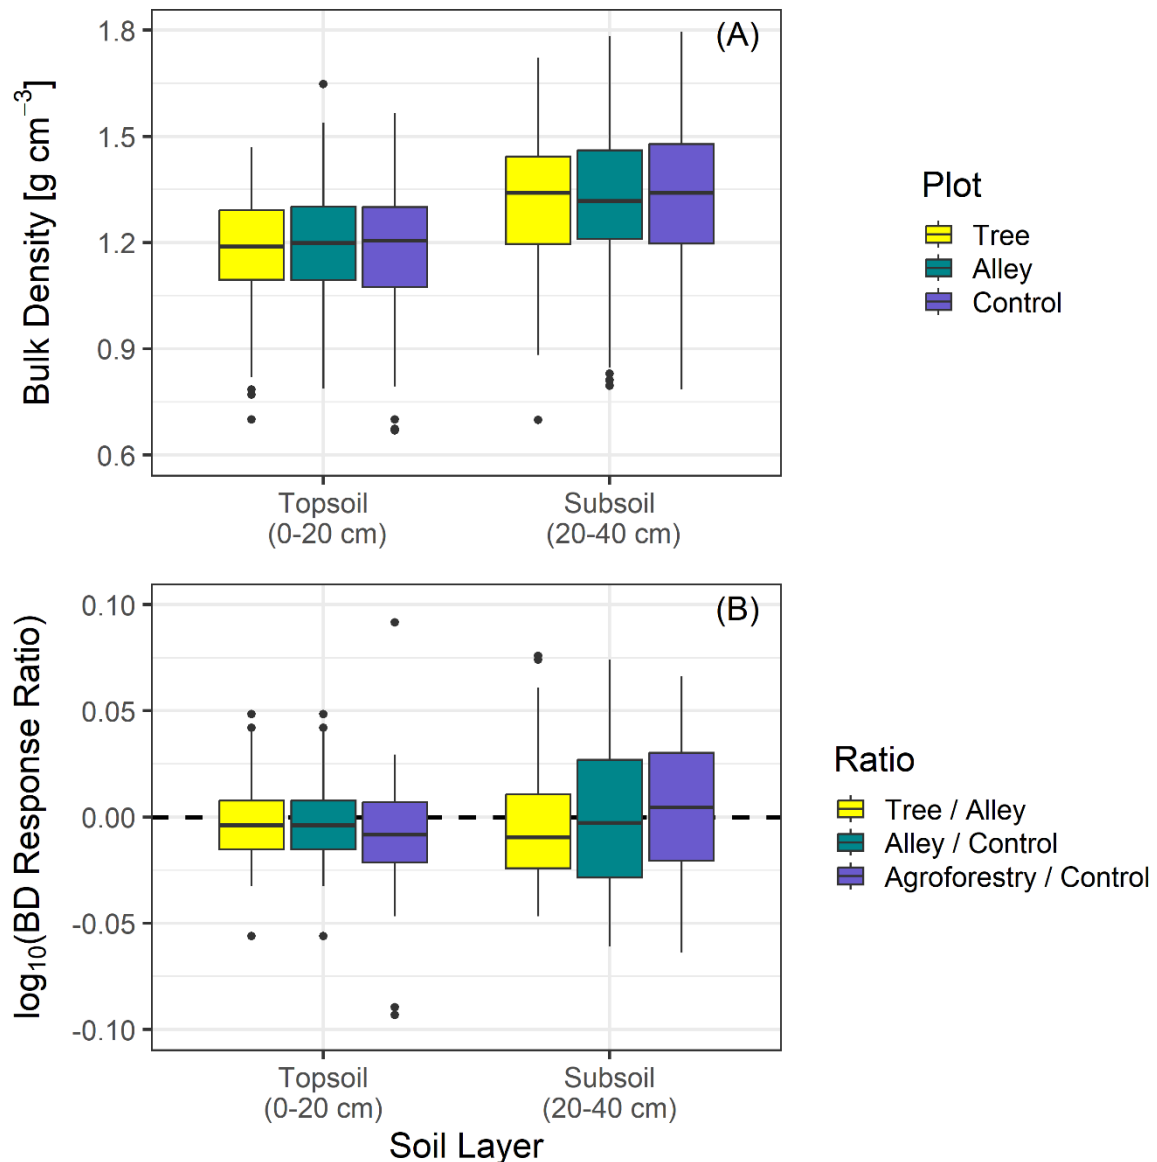 (A)
Bulk Density [g cm⁻³]
1.8
1.5
1.2
0.9
0.6
Topsoil
(0-20 cm)
Subsoil
(20-40 cm)
Plot
Tree
Alley
Control
(B)
log₁₀(BD Response Ratio)
0.10
0.05
0.00
-0.05
-0.10
Topsoil
(0-20 cm)
Subsoil
(20-40 cm)
Soil Layer
Ratio
Tree / Alley
Alley / Control
Agroforestry / Control